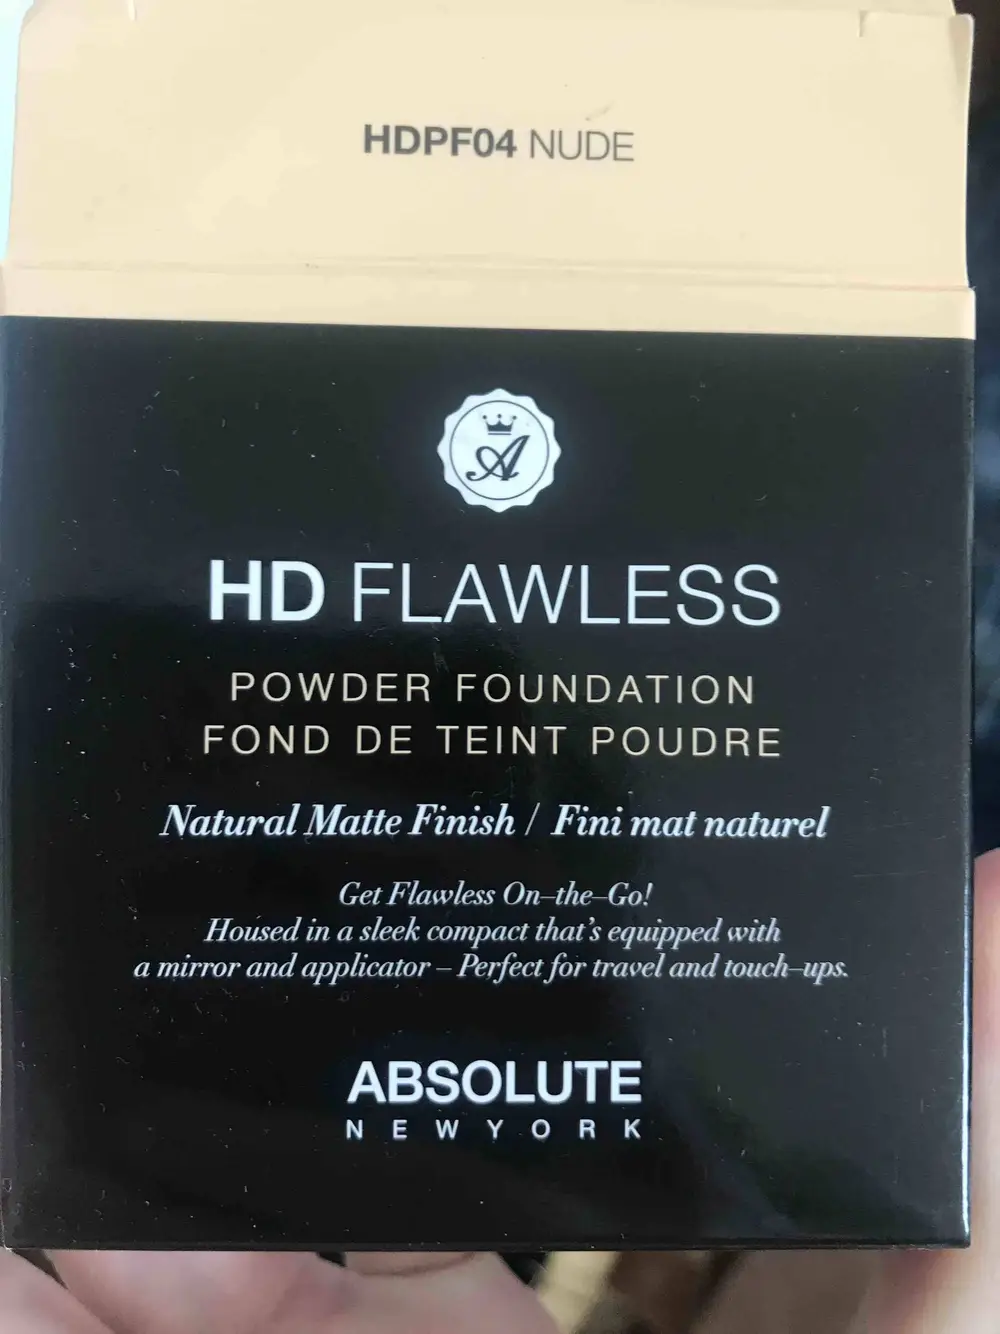 HDPF04 NUDE
A
HD FLAWLESS
POWDER FOUNDATION
FOND DE TEINT POUDRE
Natural Matte Finish / Fini mat naturel
Get Flawless On–the–Go!
Housed in a sleek compact that's equipped with
a mirror and applicator – Perfect for travel and touch–ups.
ABSOLUTE
NEW YORK